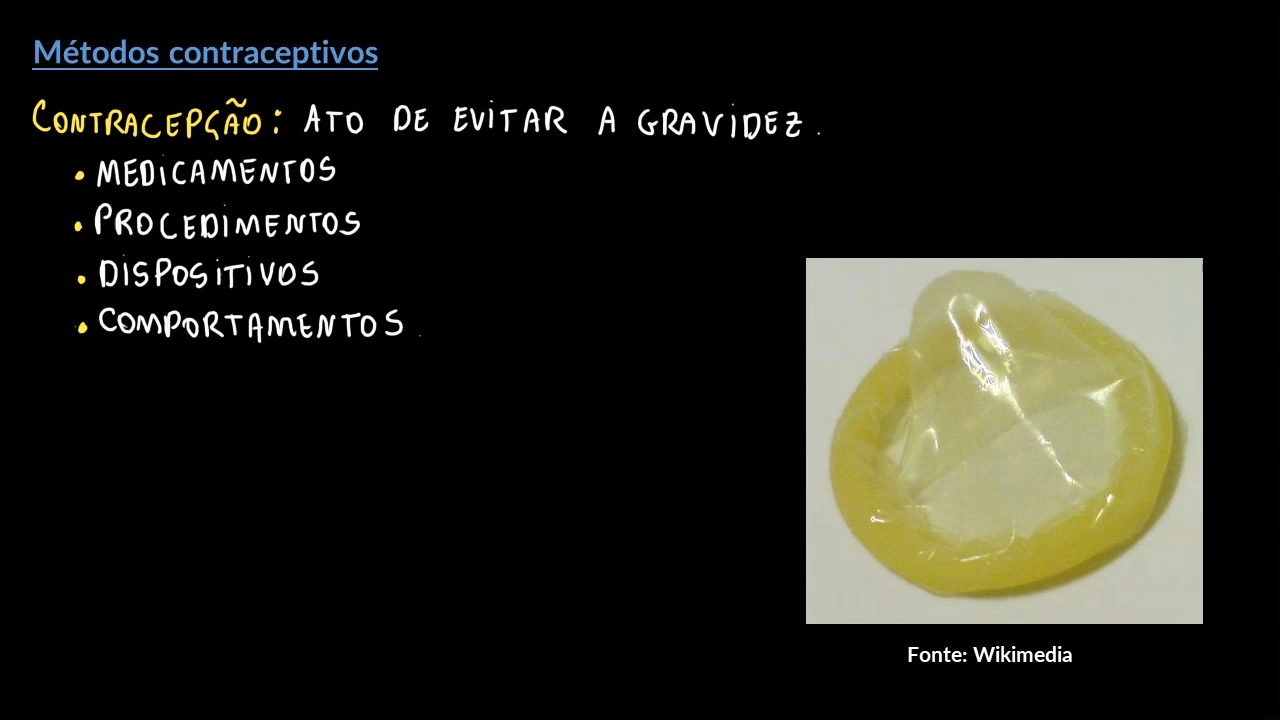 Métodos contraceptivos
CONTRACEPÇÃO: ATO DE EVITAR A GRAVIDEZ.
• MEDICAMENTOS
• PROCEDIMENTOS
• DISPOSITIVOS
• COMPORTAMENTOS.
Fonte: Wikimedia